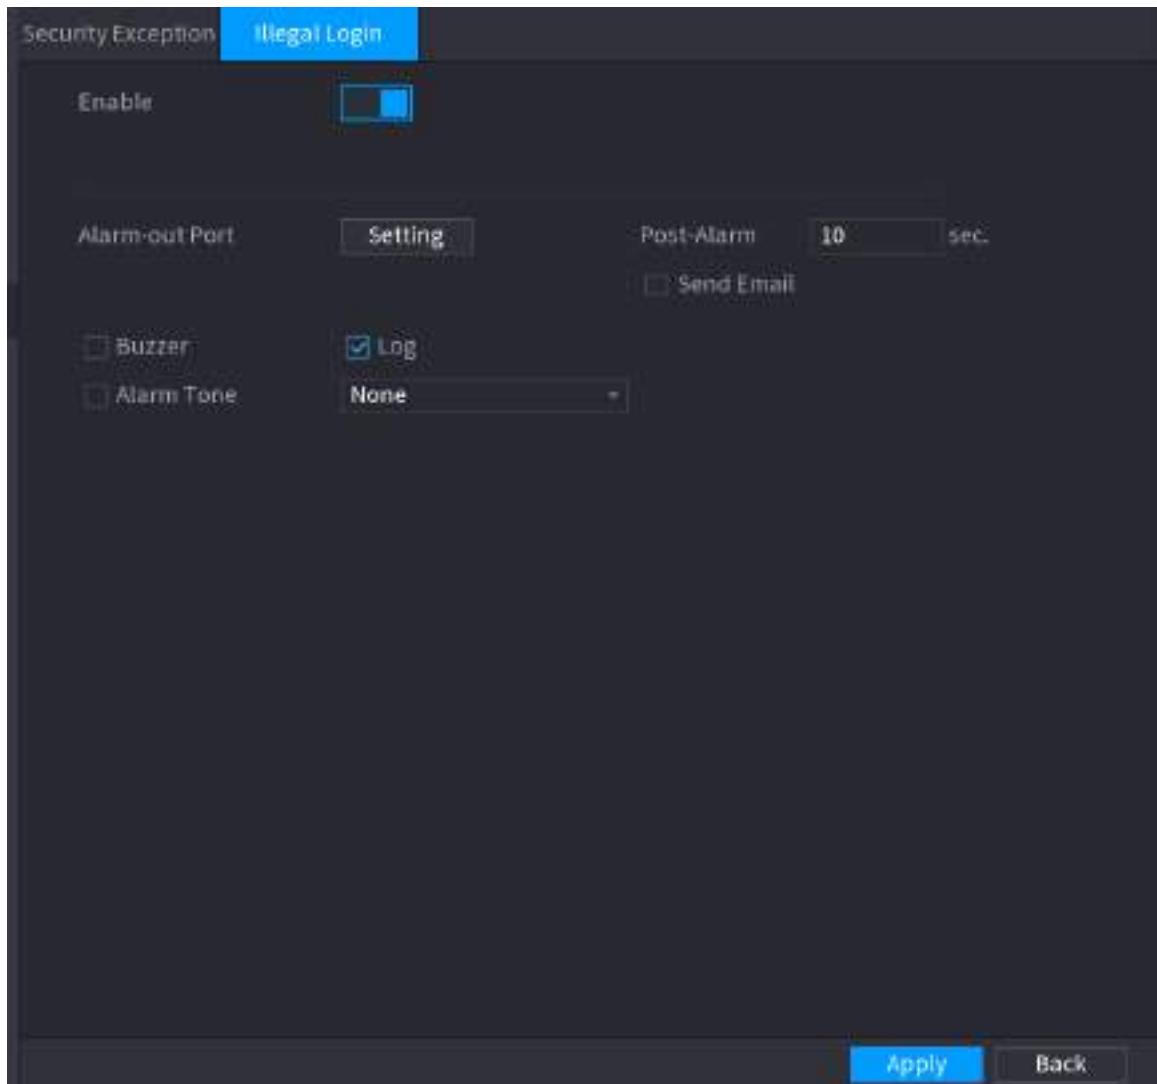 Security Exception Illegal Login
Enable
Alarm-out Port Setting Post-Alarm 10 sec.
Send Email
Buzzer Log
Alarm Tone None
Apply Back